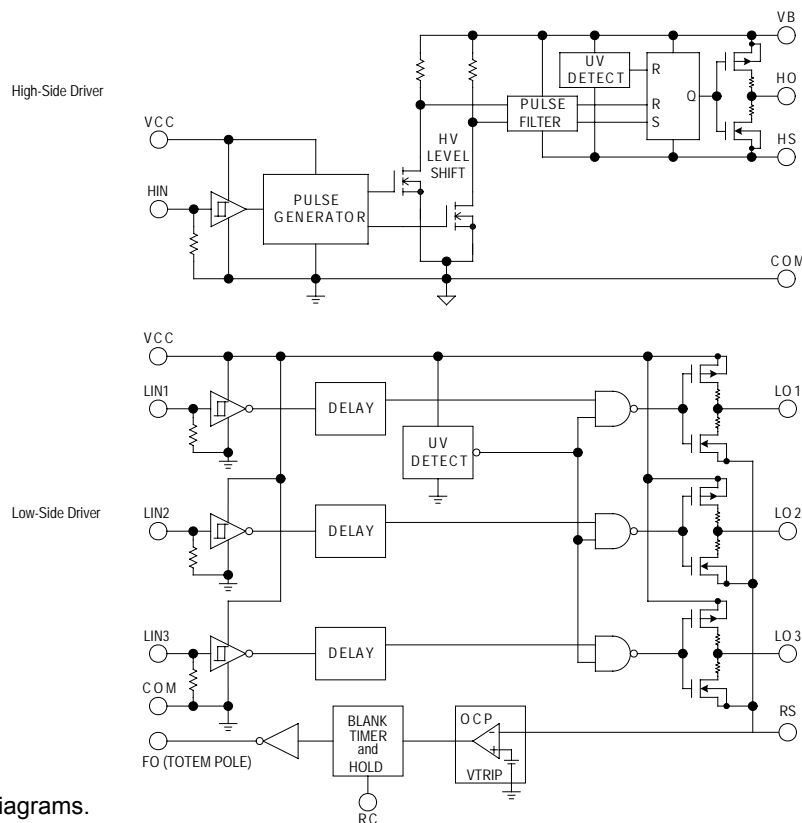 High-Side Driver
VB
UV
DETECT
R
HO
PULSE
FILTER
R
S
Q
HS
VCC
HV
LEVEL
SHIFT
HIN
PULSE
GENERATOR
COM
Low-Side Driver
VCC
LIN1
DELAY
LO1
UV
DETECT
LIN2
DELAY
LO2
LIN3
DELAY
LO3
COM
RS
FO (TOTEM POLE)
BLANK
TIMER
and
HOLD
OCP
-
+
VTRIP
RC
iagrams.